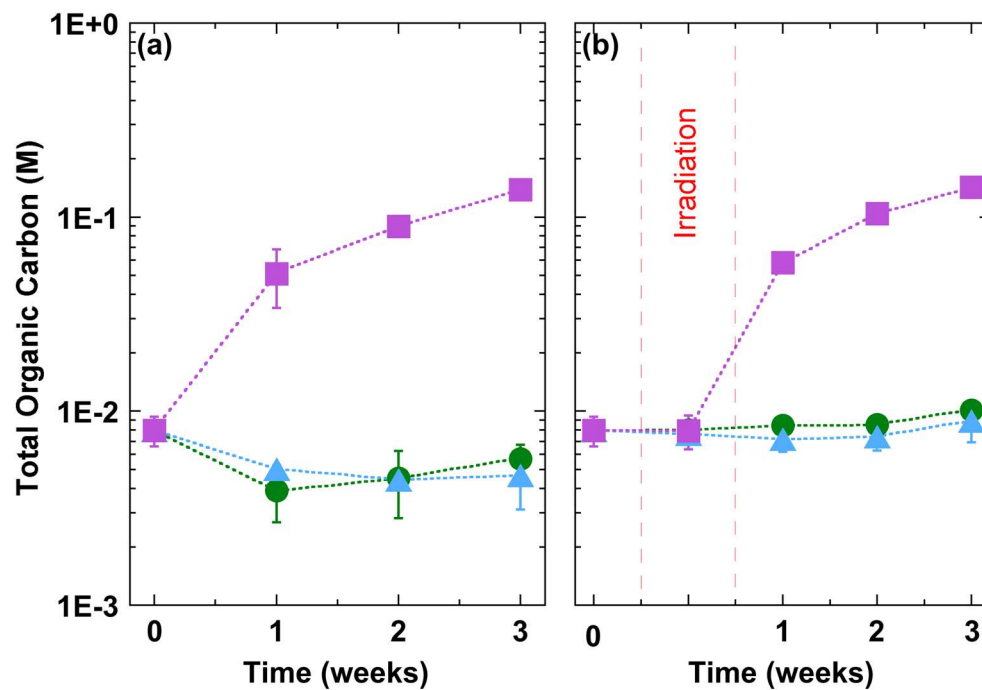 Total Organic Carbon (M)
1E+0
1E-1
1E-2
1E-3
(a)
0 1 2 3
Time (weeks)
(b)
Irradiation
0 1 2 3
Time (weeks)